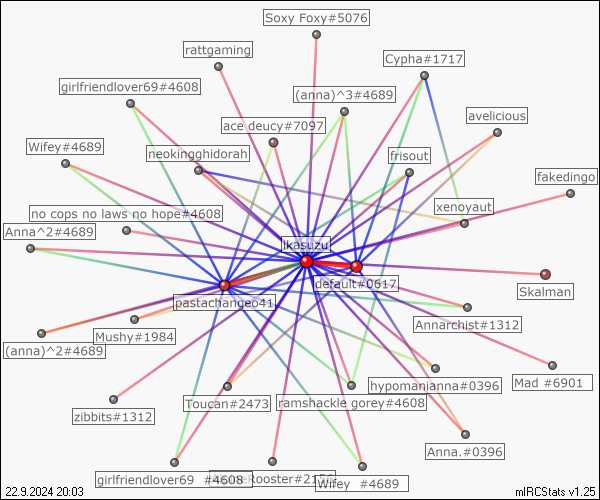 Soxy Foxy#5076
rattgaming
Cypha#1717
girlfriendlover69#4608
(anna)^3#4689
avelicious
ace deucy#7097
Wifey#4689
neokingghidorah
frisout
fakedingo
xenoyaut
no cops no laws no hope#4608
Anna^2#4689
ikasuzu
Skalman
default#0617
pastachangeo41
Annarchist#1312
Mushy#1984
(anna)^2#4689
Mad #6901
hypomanianna#0396
Toucan#2473
ramshackle gorey#4608
zibbits#1312
Anna.#0396
girlfriendlover69 #4608
Rooster#2
Wifey #4689
22.9.2024 20:03
mIRCStats v1.25